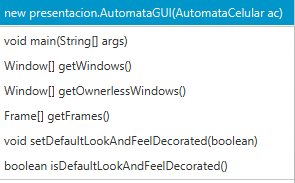 new presentacion.AutomataGUI(AutomataCelular ac)
void main(String[] args)
Window[] getWindows()
Window[] getOwnerlessWindows()
Frame[] getFrames()
void setDefaultLookAndFeelDecorated(boolean)
boolean isDefaultLookAndFeelDecorated()